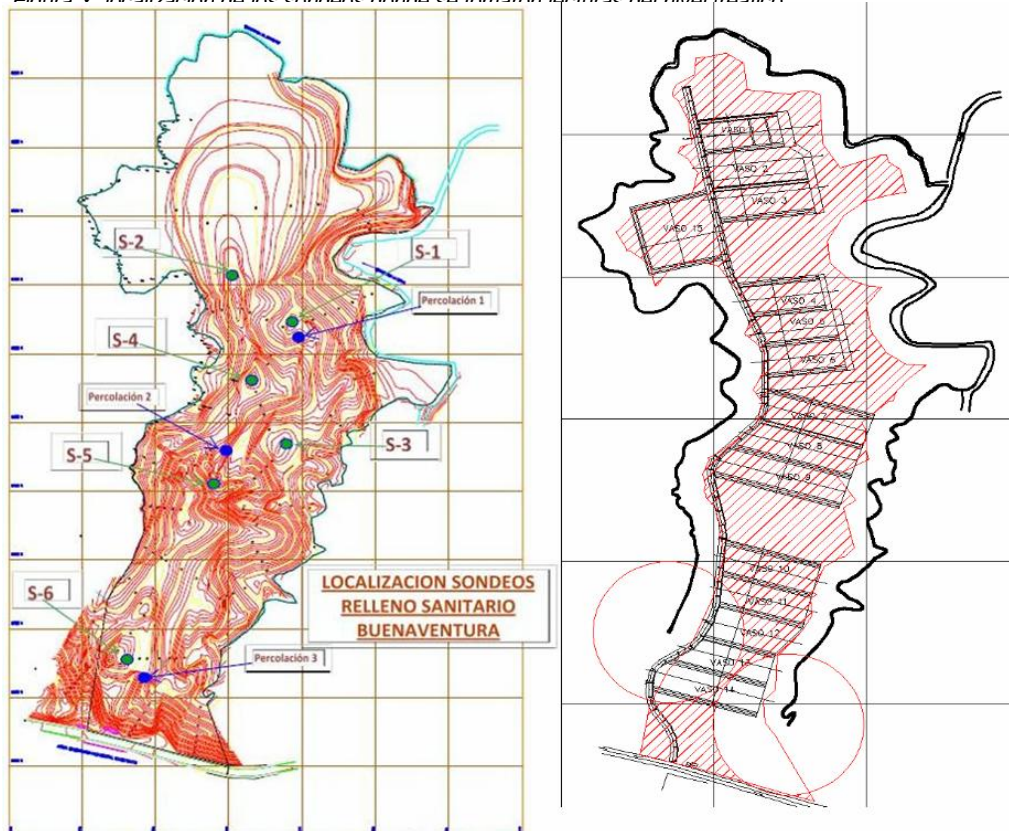 S-2
S-1
Percolación 1
S-4
Percolación 2
S-3
S-5
S-6
LOCALIZACION SONDEOS
RELLENO SANITARIO
BUENAVENTURA
Percolación 3
VASO 2
VASO 3
VASO 15
VASO 4
VASO 5
VASO 6
VASO 8
VASO 9
VASO 10
VASO 11
VASO 12
VASO 13
VASO 14